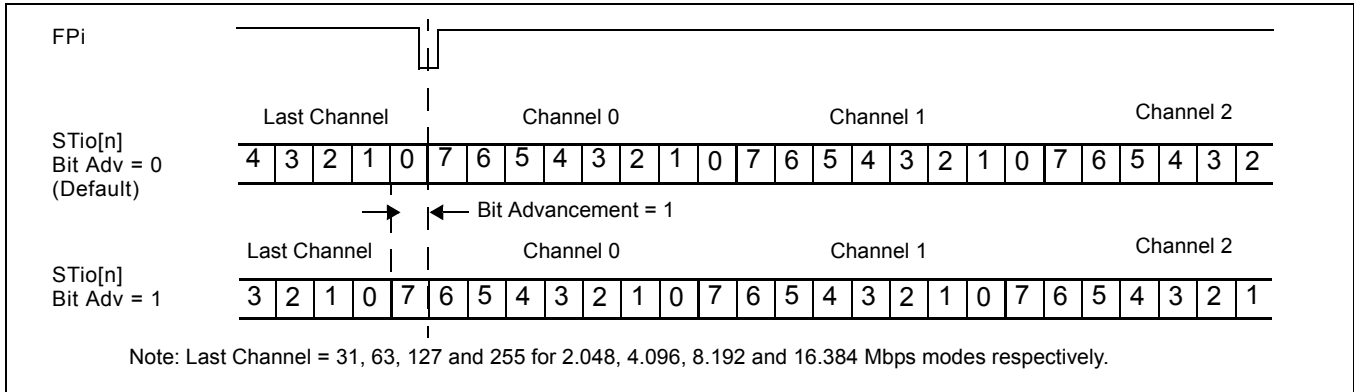 FPi
Last Channel Channel 0 Channel 1 Channel 2
STio[n]
Bit Adv = 0
(Default)
4 3 2 1 0 7 6 5 4 3 2 1 0 7 6 5 4 3 2 1 0 7 6 5 4 3 2
Bit Advancement = 1
Last Channel Channel 0 Channel 1 Channel 2
STio[n]
Bit Adv = 1
3 2 1 0 7 6 5 4 3 2 1 0 7 6 5 4 3 2 1 0 7 6 5 4 3 2 1
Note: Last Channel = 31, 63, 127 and 255 for 2.048, 4.096, 8.192 and 16.384 Mbps modes respectively.